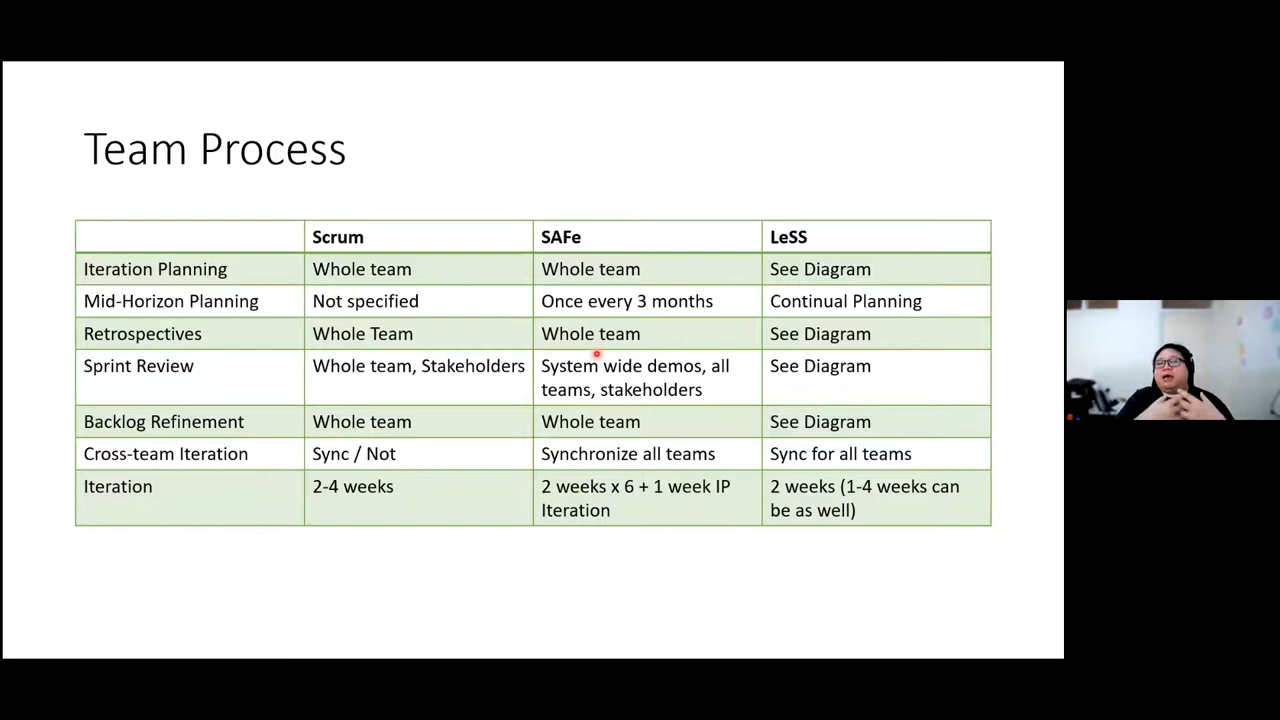 Team Process
Scrum SAFe LeSS
Iteration Planning Whole team Whole team See Diagram
Mid-Horizon Planning Not specified Once every 3 months Continual Planning
Retrospectives Whole Team Whole team See Diagram
Sprint Review Whole team, Stakeholders System wide demos, all See Diagram
teams, stakeholders
Backlog Refinement Whole team Whole team See Diagram
Cross-team Iteration Sync / Not Synchronize all teams Sync for all teams
Iteration 2-4 weeks 2 weeks x 6 + 1 week IP 2 weeks (1-4 weeks can
Iteration be as well)